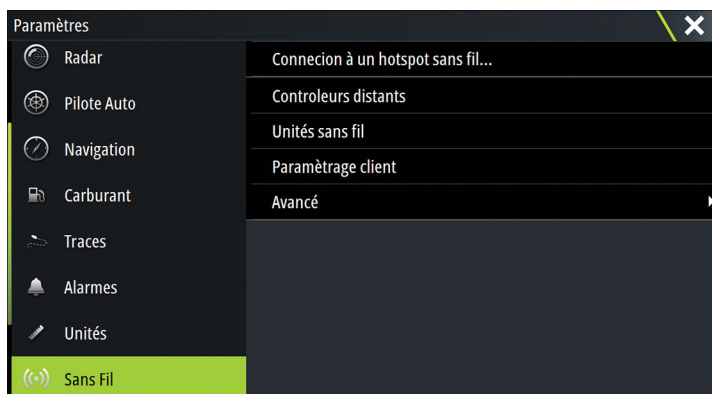 Paramètres
Radar
Pilote Auto
Navigation
Carburant
Traces
Alarmes
Unités
Sans Fil
Connecion à un hotspot sans fil...
Controleurs distants
Unités sans fil
Paramètrage client
Avancé